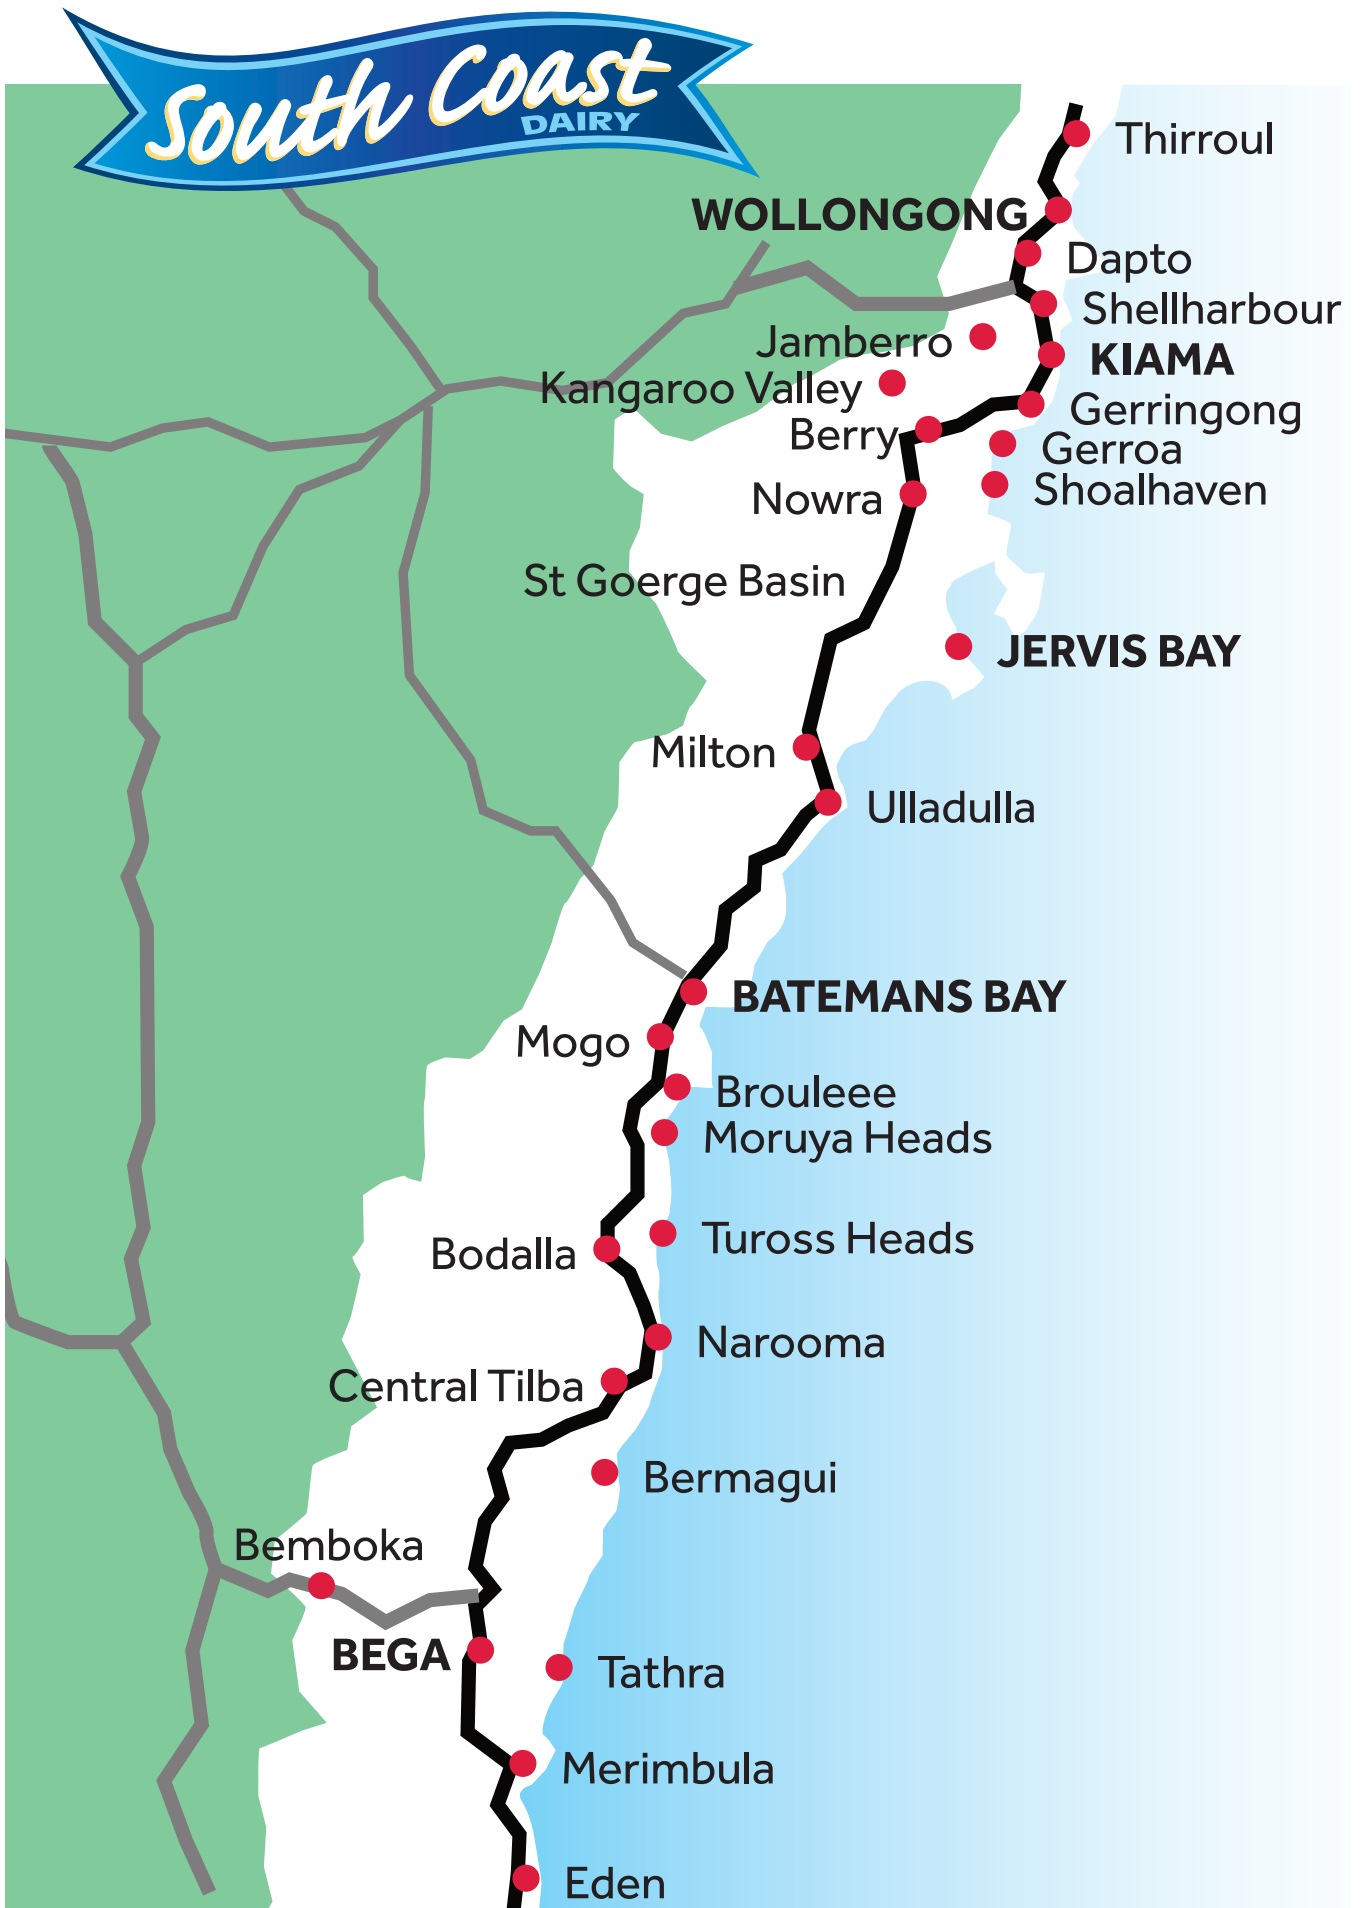 South Coast
DAIRY
Thirroul
WOLLONGONG
Dapto
Shellharbour
Jamberro
KIAMA
Kangaroo Valley
Gerringong
Berry
Gerroa
Shoalhaven
Nowra
St Goerge Basin
JERVIS BAY
Milton
Ulladulla
BATEMANS BAY
Mogo
Brouleee
Moruya Heads
Tuross Heads
Bodalla
Narooma
Central Tilba
Bermagui
Bemboka
BEGA
Tathra
Merimbula
Eden